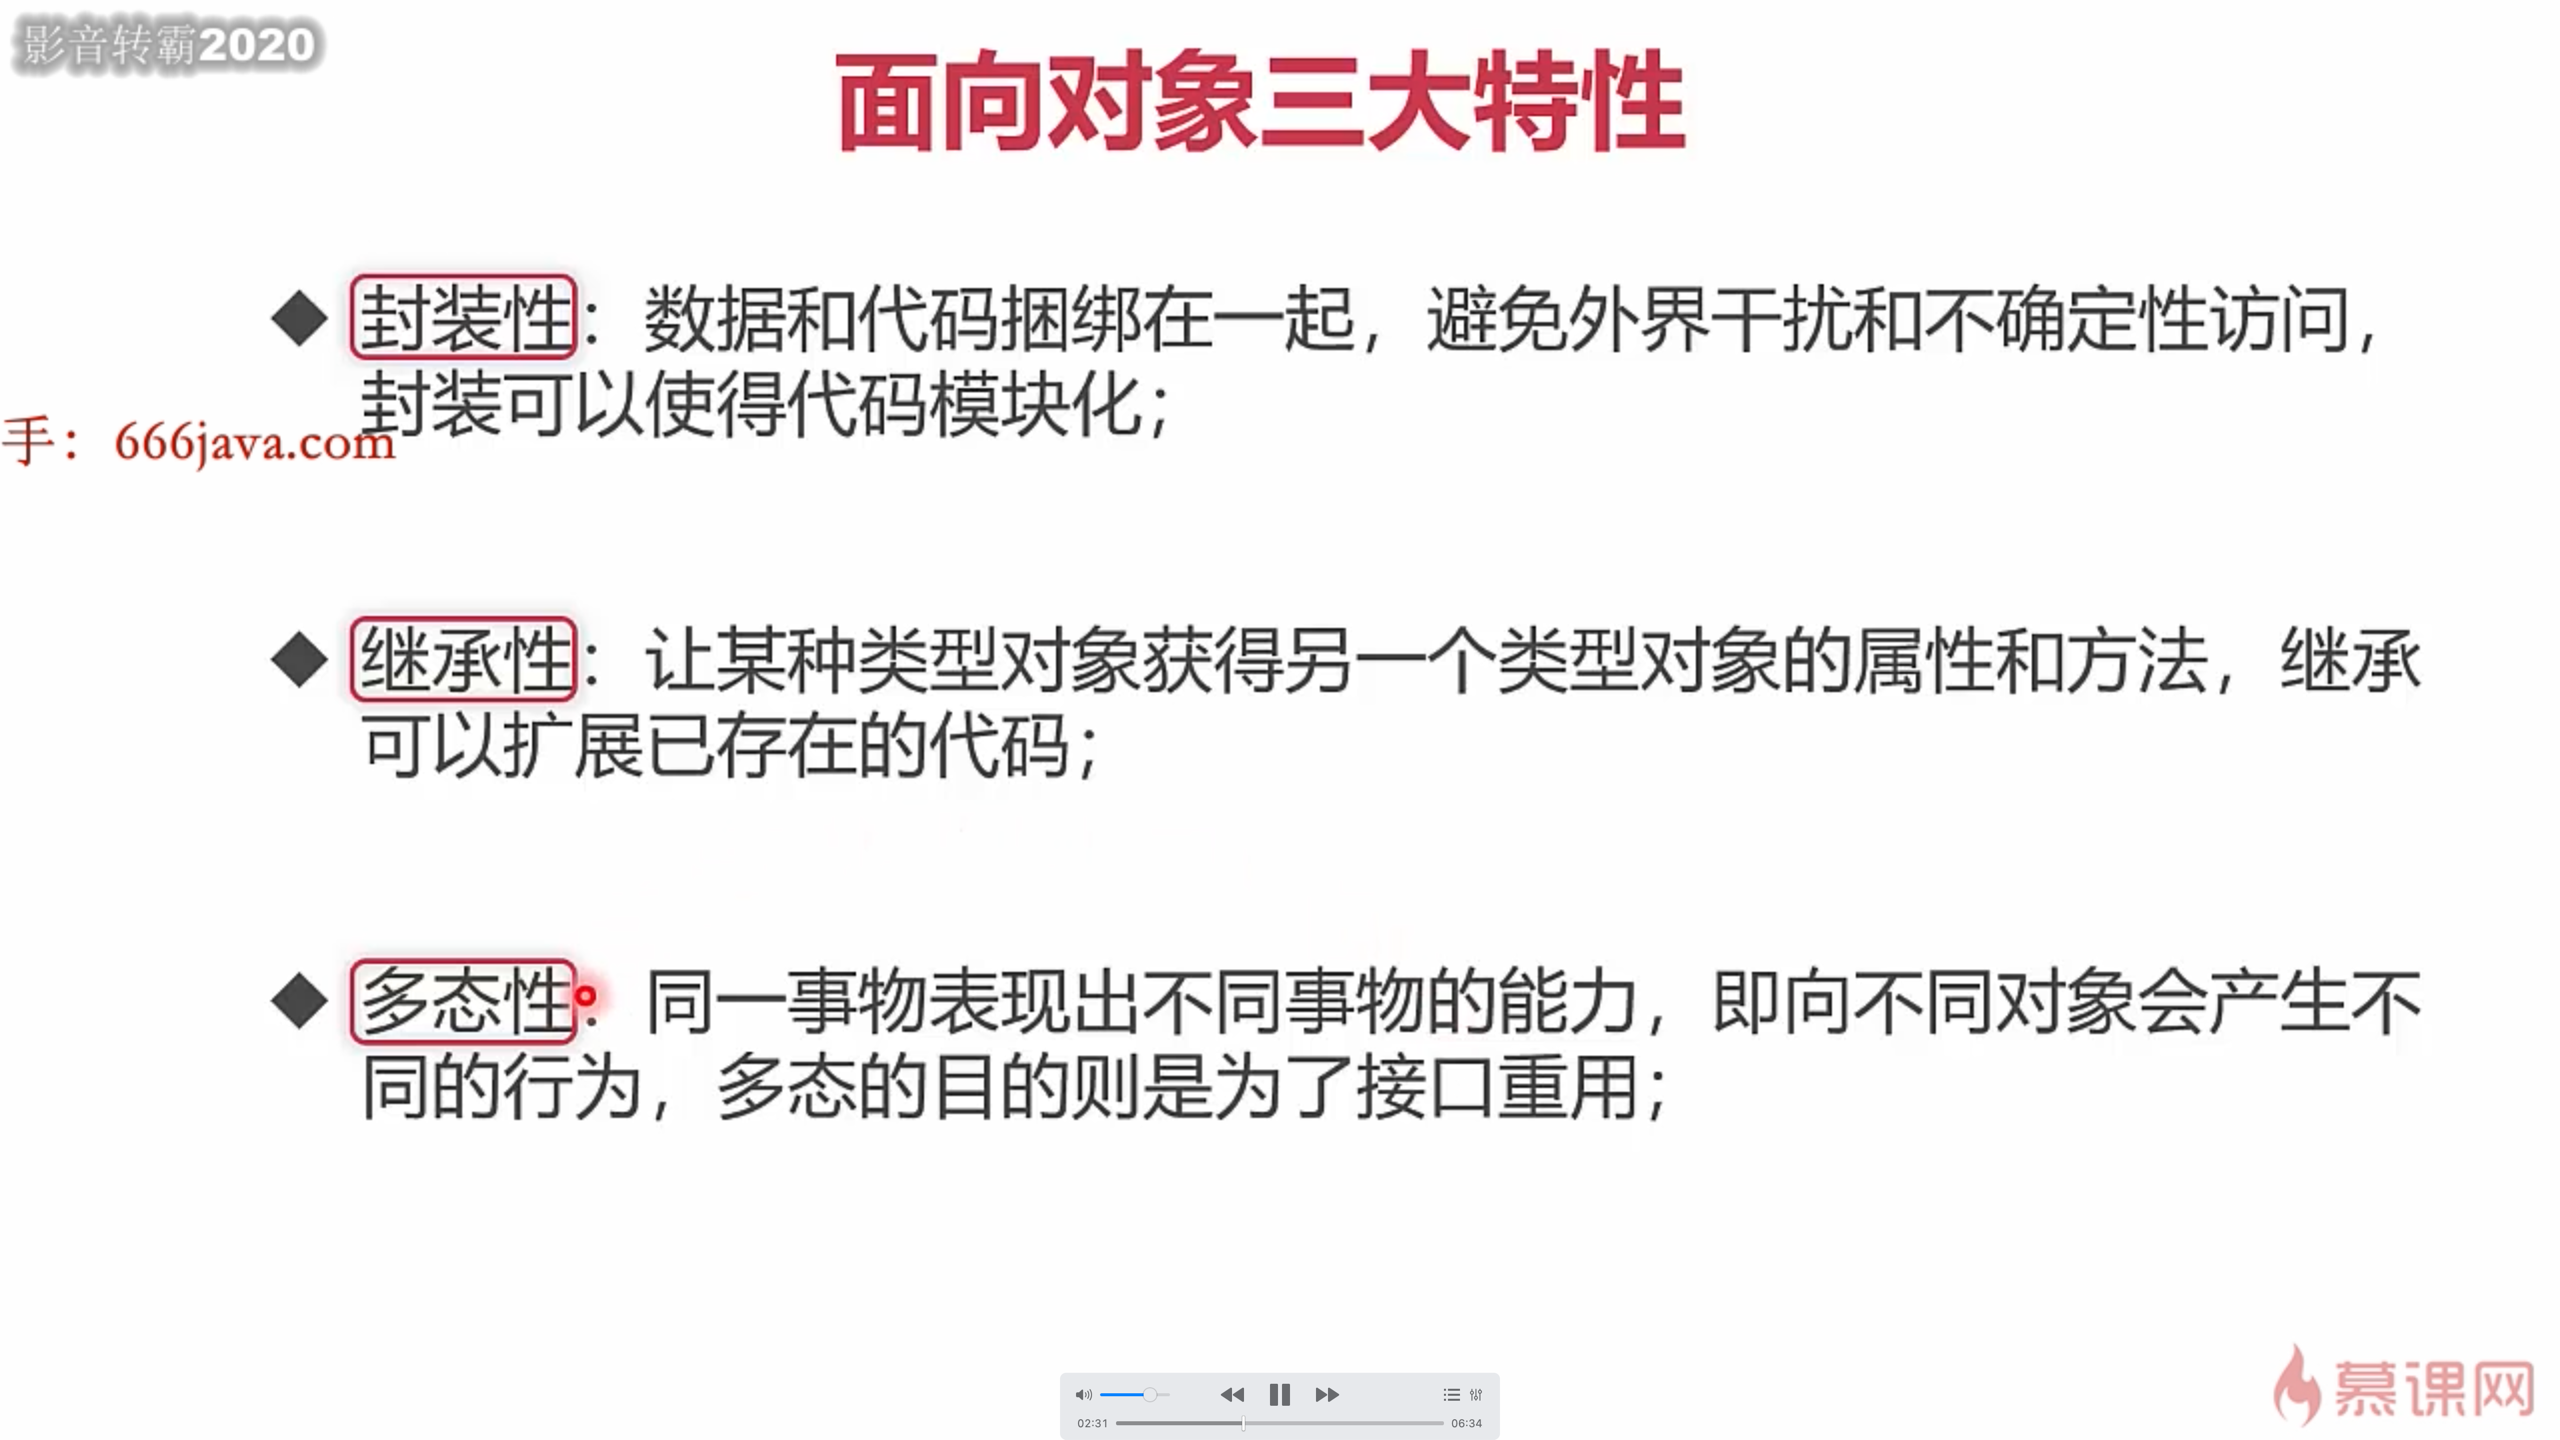 影音转霸2020
面向对象三大特性
◆ 封装性：数据和代码捆绑在一起，避免外界干扰和不确定性访问，
封装可以使得代码模块化；
手：666java.com
◆ 继承性：让某种类型对象获得另一个类型对象的属性和方法，继承
可以扩展已存在的代码；
◆ 多态性：同一事物表现出不同事物的能力，即向不同对象会产生不
同的行为，多态的目的则是为了接口重用；
02:31
06:34
慕课网